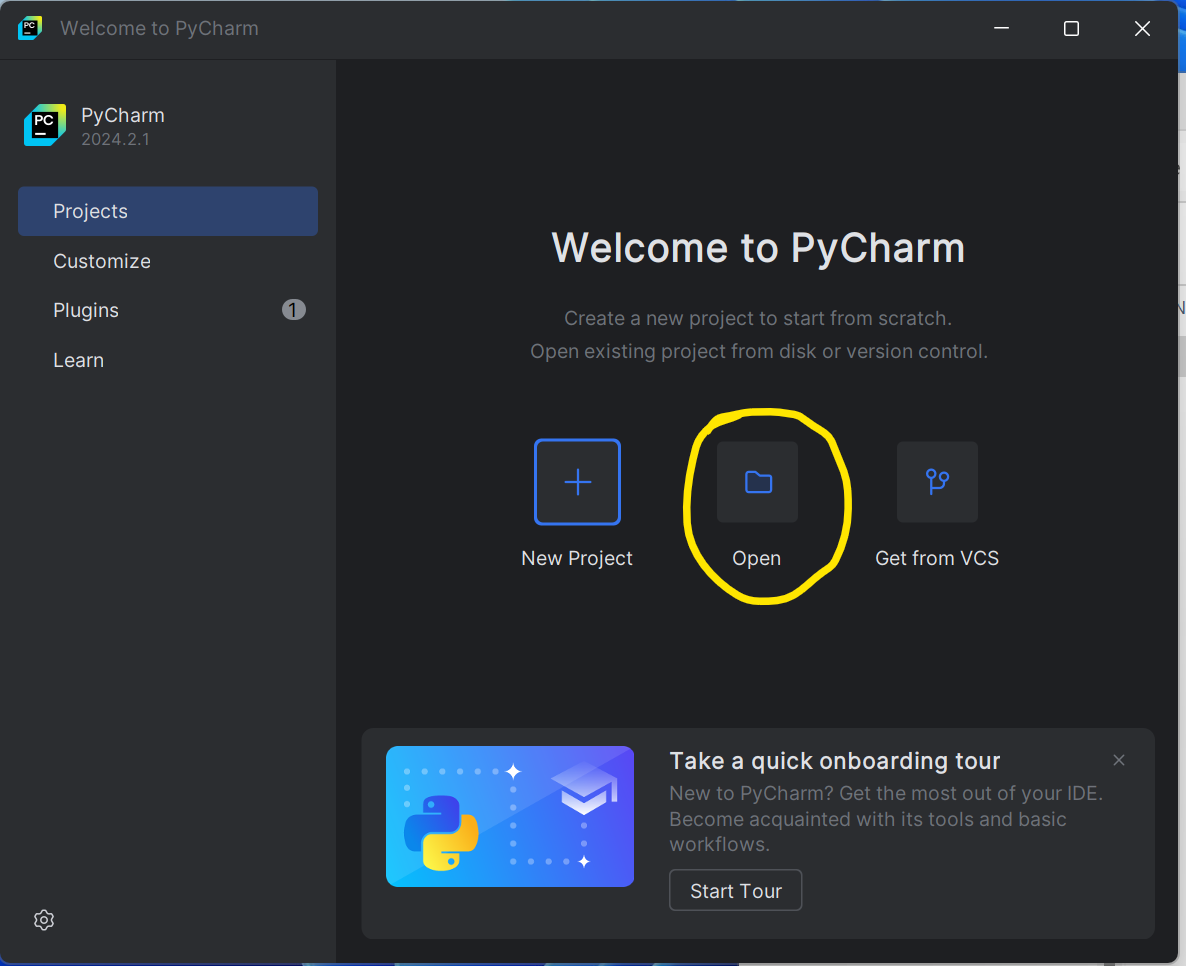 PC
Welcome to PyCharm
PC
PyCharm
2024.2.1
Projects
Customize
Plugins
1
Learn
Welcome to PyCharm
Create a new project to start from scratch.
Open existing project from disk or version control.
New Project
Open
Get from VCS
Take a quick onboarding tour
New to PyCharm? Get the most out of your IDE.
Become acquainted with its tools and basic
workflows.
Start Tour